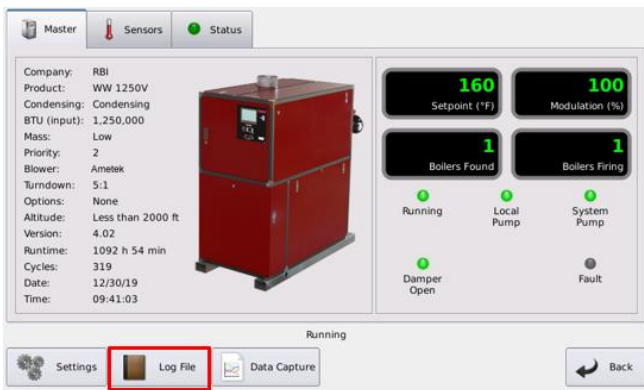 Master
Sensors
Status
Company: RBI
Product: WW 1250V
Condensing: Condensing
BTU (input): 1,250,000
Mass: Low
Priority: 2
Blower: Ametek
Turndown: 5:1
Options: None
Altitude: Less than 2000 ft
Version: 4.02
Runtime: 1092 h 54 min
Cycles: 319
Date: 12/30/19
Time: 09:41:03
160
Setpoint (°F)
100
Modulation (%)
1
Boilers Found
1
Boilers Firing
Running
Local
Pump
System
Pump
Damper
Open
Fault
Running
Settings
Log File
Data Capture
Back